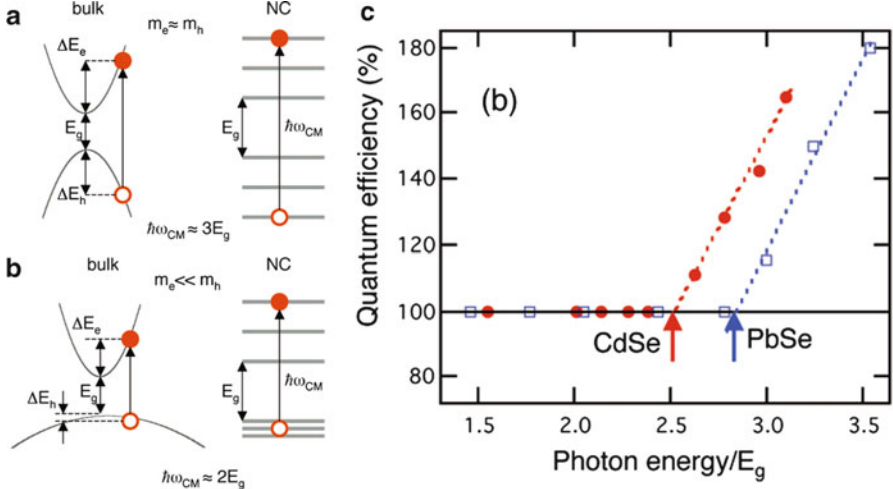 a
bulk
mₑ≈ mₕ
NC
ΔEₑ
E_g
ΔEₕ
E_g
ℏω_CM
ℏω_CM ≈ 3E_g
b
bulk
mₑ<< mₕ
NC
ΔEₑ
ΔEₕ
E_g
E_g
ℏω_CM
ℏω_CM ≈ 2E_g
c
(b)
Quantum efficiency (%)
180
160
140
120
100
80
CdSe
PbSe
1.5 2.0 2.5 3.0 3.5
Photon energy/E_g